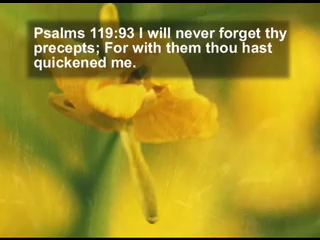 Psalms 119:93 I will never forget thy
precepts; For with them thou hast
quickened me.